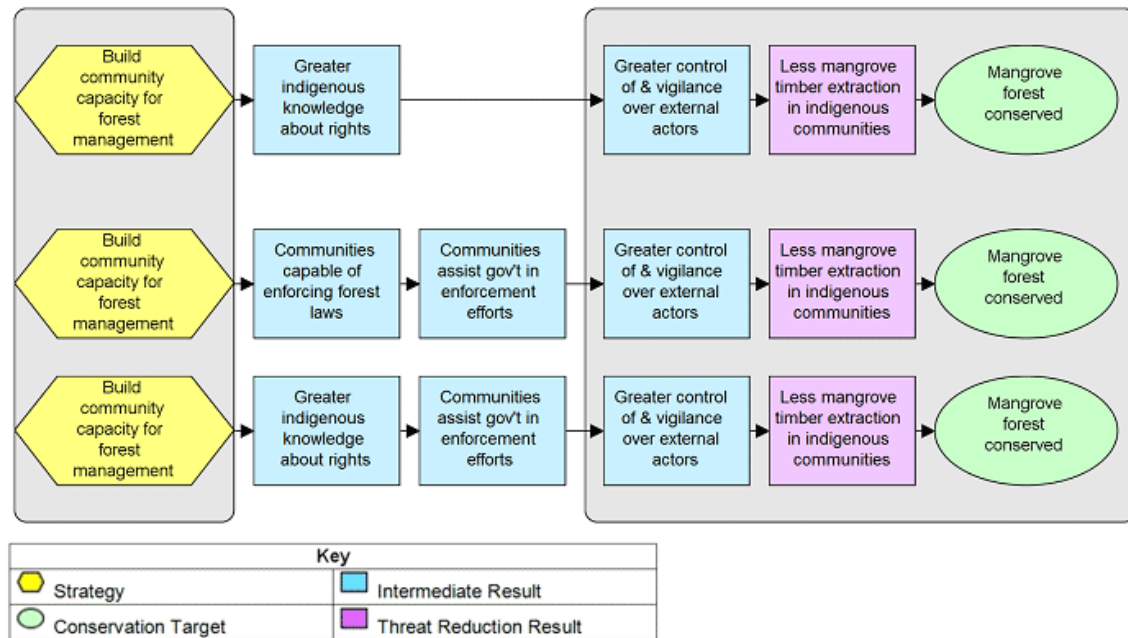 Build
community
capacity for
forest
management
Greater
indigenous
knowledge
about rights
Greater control
of & vigilance
over external
actors
Less mangrove
timber extraction
in indigenous
communities
Mangrove
forest
conserved
Build
community
capacity for
forest
management
Communities
capable of
enforcing forest
laws
Communities
assist gov't in
enforcement
efforts
Greater control
of & vigilance
over external
actors
Less mangrove
timber extraction
in indigenous
communities
Mangrove
forest
conserved
Build
community
capacity for
forest
management
Greater
indigenous
knowledge
about rights
Communities
assist gov't in
enforcement
efforts
Greater control
of & vigilance
over external
actors
Less mangrove
timber extraction
in indigenous
communities
Mangrove
forest
conserved
Key
Strategy
Intermediate Result
Conservation Target
Threat Reduction Result